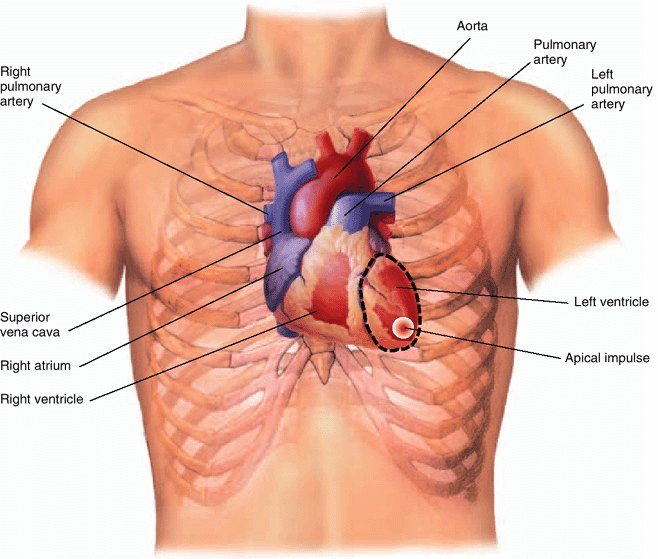 Aorta
Pulmonary
artery
Left
pulmonary
artery
Right
pulmonary
artery
Superior
vena cava
Right atrium
Right ventricle
Left ventricle
Apical impulse